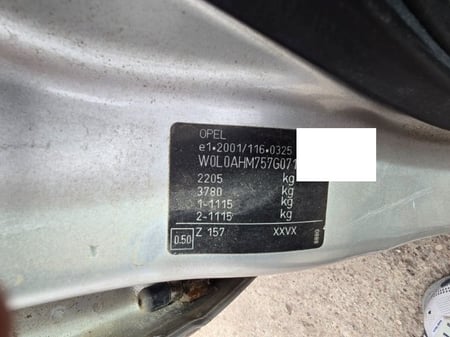 OPEL
e1*2001/116*0325
W0L0AHM757G071
2205 kg
3780 kg
1-1115 kg
2-1115 kg
0.50 Z 157 XXVX